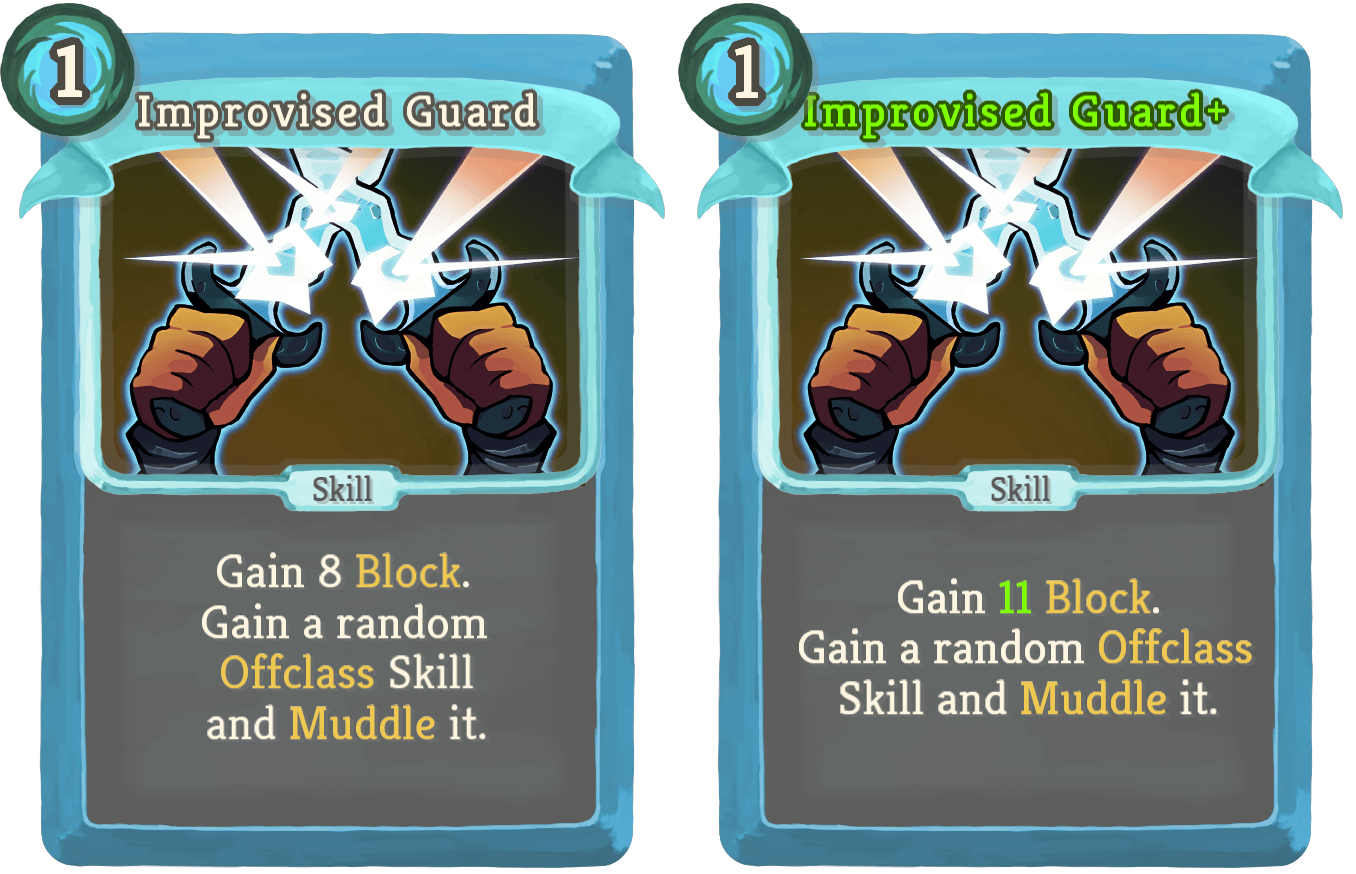 1
Improvised Guard
Skill
Gain 8 Block.
Gain a random
Offclass Skill
and Muddle it.
1
Improvised Guard+
Skill
Gain 11 Block.
Gain a random Offclass
Skill and Muddle it.